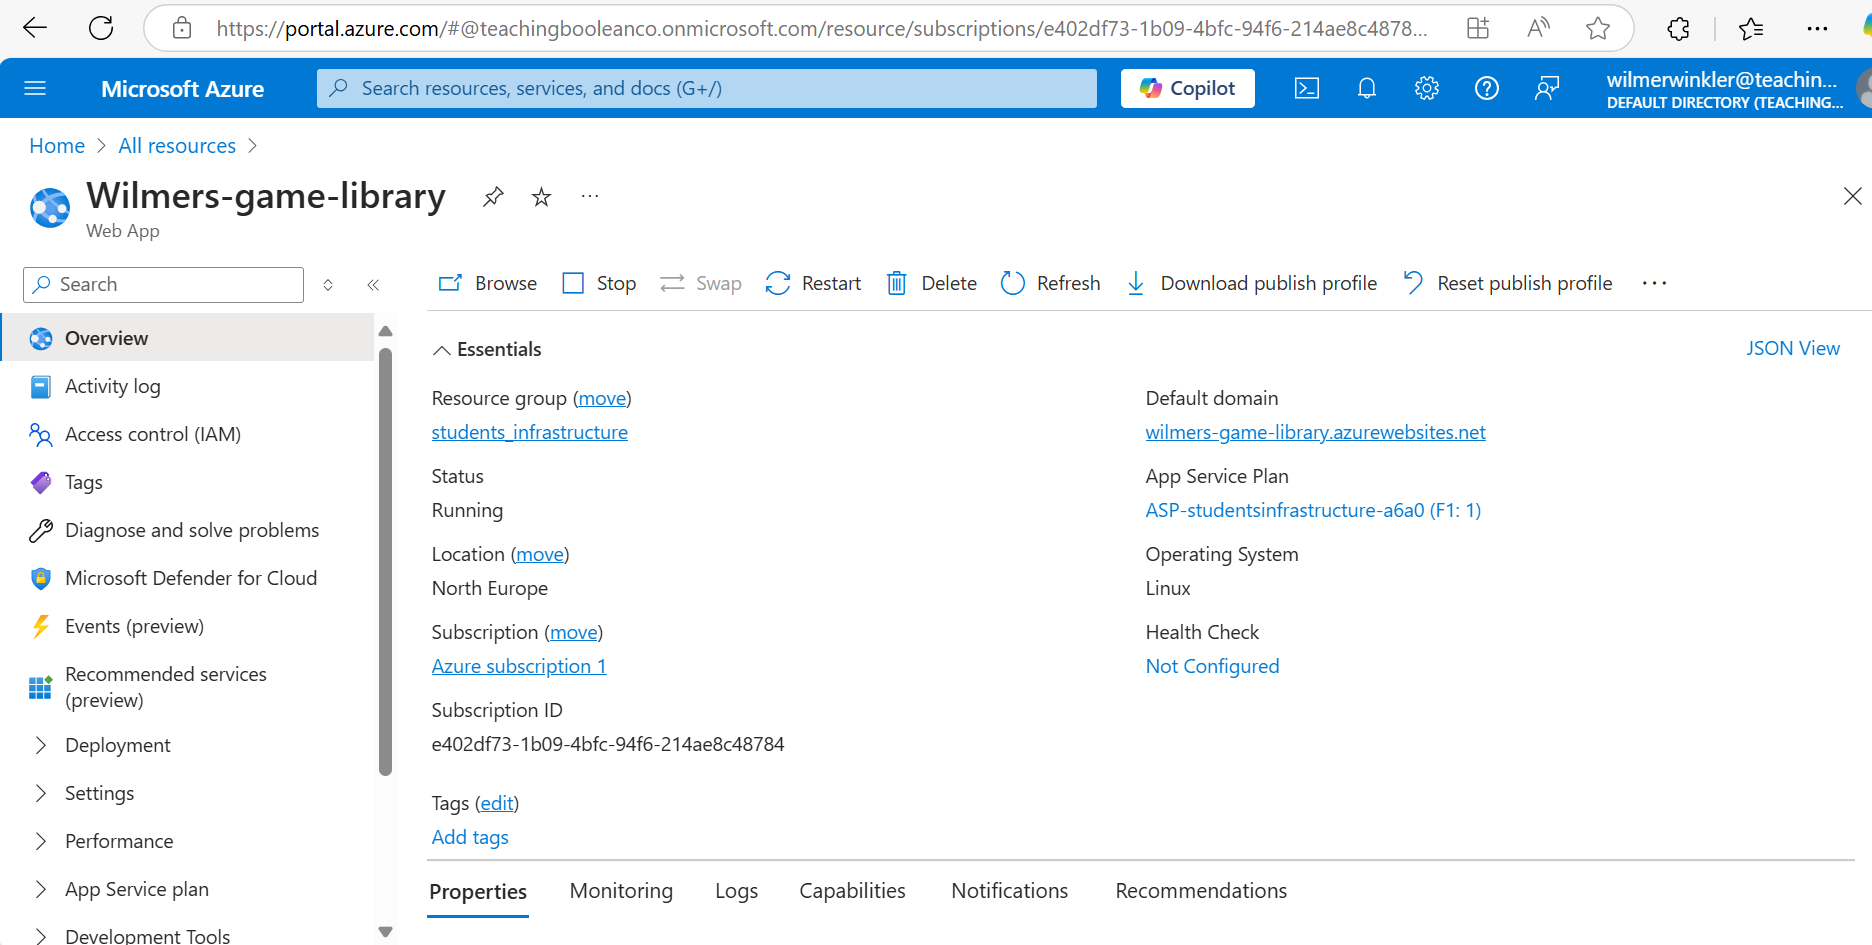 https://portal.azure.com/#@teachingbooleanco.onmicrosoft.com/resource/subscriptions/e402df73-1b09-4bfc-94f6-214ae8c4878...
Microsoft Azure
Search resources, services, and docs (G+/)
Copilot
wilmerwinkler@teachin...
DEFAULT DIRECTORY (TEACHING...
Home > All resources >
Wilmers-game-library
Web App
Search
Browse Stop Swap Restart Delete Refresh Download publish profile Reset publish profile
Overview
Activity log
Access control (IAM)
Tags
Diagnose and solve problems
Microsoft Defender for Cloud
Events (preview)
Recommended services
(preview)
Deployment
Settings
Performance
App Service plan
Development Tools
Essentials
JSON View
Resource group (move)
students_infrastructure
Status
Running
Location (move)
North Europe
Subscription (move)
Azure subscription 1
Subscription ID
e402df73-1b09-4bfc-94f6-214ae8c48784
Default domain
wilmers-game-library.azurewebsites.net
App Service Plan
ASP-studentsinfrastructure-a6a0 (F1: 1)
Operating System
Linux
Health Check
Not Configured
Tags (edit)
Add tags
Properties Monitoring Logs Capabilities Notifications Recommendations